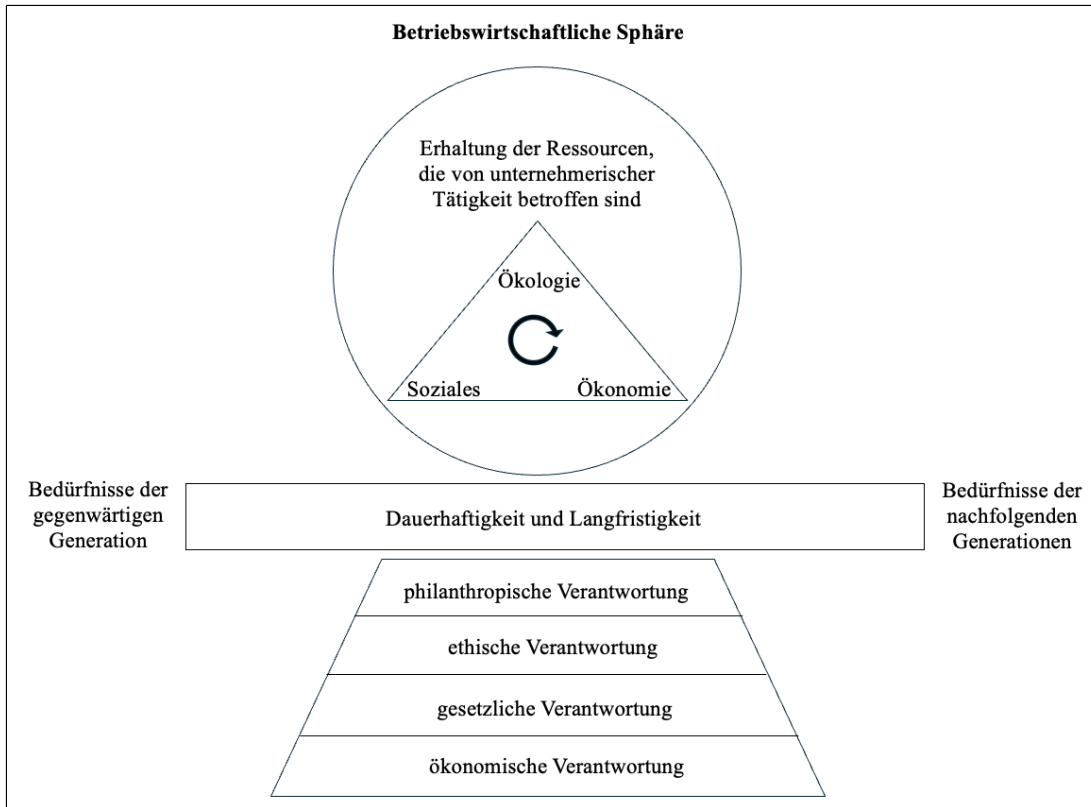 Betriebswirtschaftliche Sphäre
Erhaltung der Ressourcen,
die von unternehmerischer
Tätigkeit betroffen sind
Ökologie
Soziales
Ökonomie
Bedürfnisse der
gegenwärtigen
Generation
Dauerhaftigkeit und Langfristigkeit
Bedürfnisse der
nachfolgenden
Generationen
philanthropische Verantwortung
ethische Verantwortung
gesetzliche Verantwortung
ökonomische Verantwortung